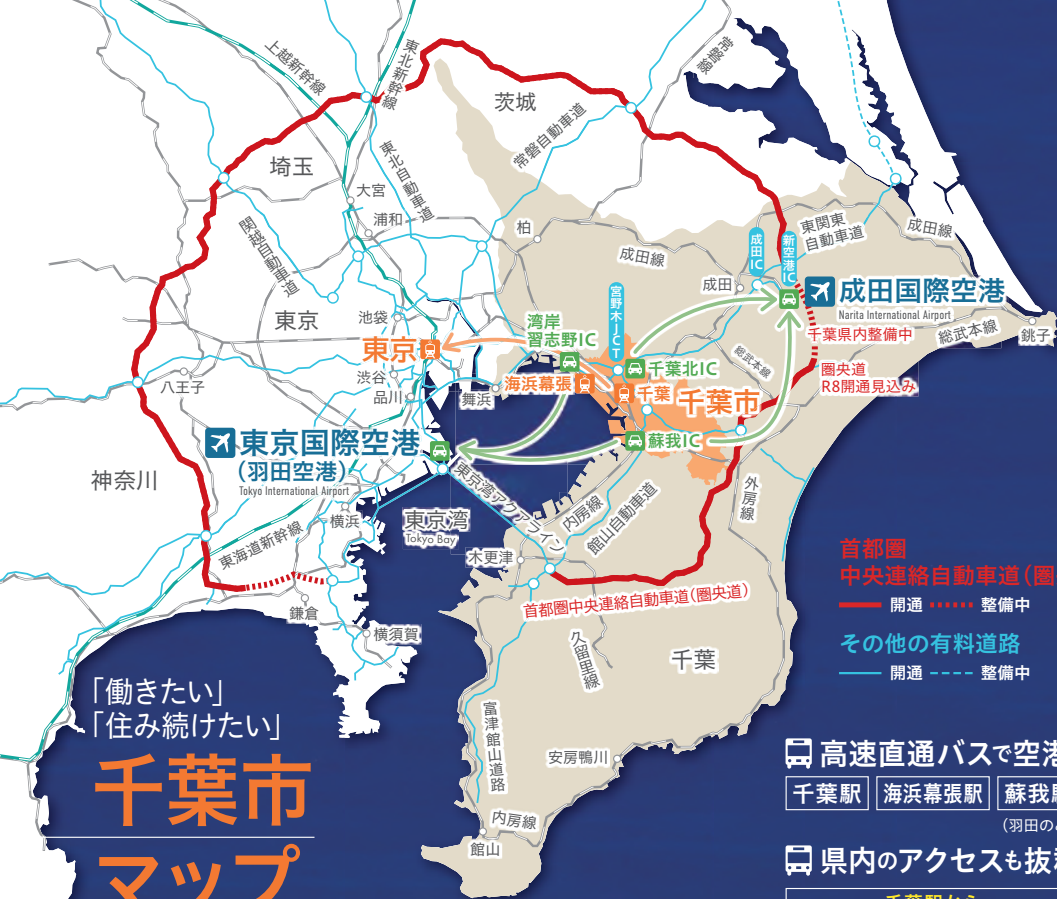 上越新幹線
東北新幹線
常磐線
茨城
常磐自動車道
埼玉
東北自動車道
大宮
浦和
関越自動車道
柏
成田線
成田IC
新空港IC
東関東
自動車道
成田線
宮野木JCT
成田
成田国際空港
Narita International Airport
千葉県内整備中
総武本線
銚子
東京
池袋
湾岸
習志野IC
東京
総武本線
圏央道
R8開通見込み
千葉北IC
八王子
渋谷
品川
舞浜
海浜幕張
千葉
千葉市
東京国際空港
(羽田空港)
Tokyo International Airport
蘇我IC
神奈川
東京湾アクアライン
内房線
館山自動車道
外房線
横浜
東京湾
Tokyo Bay
東海道新幹線
木更津
首都圏中央連絡自動車道(圏央道)
鎌倉
横須賀
久留里線
千葉
首都圏
中央連絡自動車道(圏
開通
整備中
その他の有料道路
開通
整備中
富津館山道路
安房鴨川
内房線
館山
「働きたい」
「住み続けたい」
千葉市
マップ
高速直通バスで空港
千葉駅
海浜幕張駅
蘇我駅
(羽田のみ
県内のアクセスも抜
千葉駅から